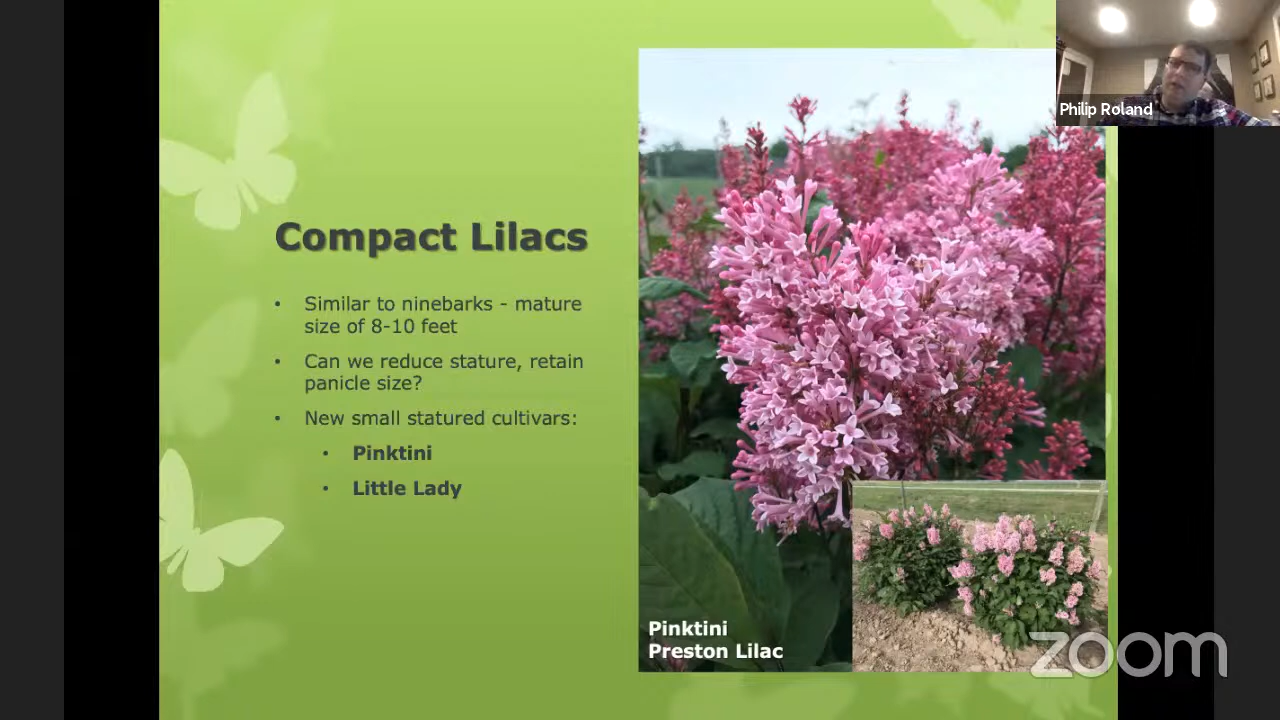 Philip Roland
Compact Lilacs
• Similar to ninebarks - mature
size of 8-10 feet
• Can we reduce stature, retain
panicle size?
• New small statured cultivars:
• Pinktini
• Little Lady
Pinktini
Preston Lilac
zoom